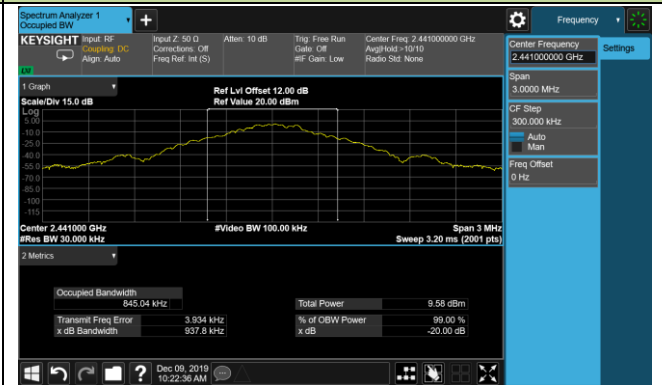 Spectrum Analyzer 1
Occupied BW
Frequency
KEYSIGHT
Input: RF
Coupling: DC
Align: Auto
Input Z: 50 Ω
Corrections: Off
Freq Ref: Int (S)
Atten: 10 dB
Trig: Free Run
Gate: Off
#IF Gain: Low
Center Freq: 2.441000000 GHz
Avg|Hold:>10/10
Radio Std: None
Center Frequency
2.441000000 GHz
Settings
Span
3.0000 MHz
CF Step
300.000 kHz
Auto
Man
Freq Offset
0 Hz
1 Graph
Scale/Div 15.0 dB
Ref Lvl Offset 12.00 dB
Ref Value 20.00 dBm
Log
5.00
-10.0
-25.0
-40.0
-55.0
-70.0
-85.0
-100
-115
Center 2.441000 GHz
#Res BW 30.000 kHz
#Video BW 100.00 kHz
Span 3 MHz
Sweep 3.20 ms (2001 pts)
2 Metrics
Occupied Bandwidth
845.04 kHz
Total Power 9.58 dBm
Transmit Freq Error 3.934 kHz
% of OBW Power 99.00 %
x dB Bandwidth 937.8 kHz
x dB -20.00 dB
Dec 09, 2019
10:22:36 AM